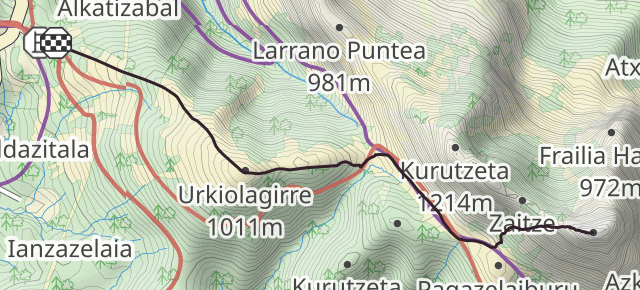 Alkatizabal
Larrano Puntea
981m
Atx
ldazitala
Frailia Ha
972m
Kurutzeta
1214m
Urkiolagirre
1011m
Zaitze
Ianzazelaia
Kurutzeta
Pagazelaiburu
Azk